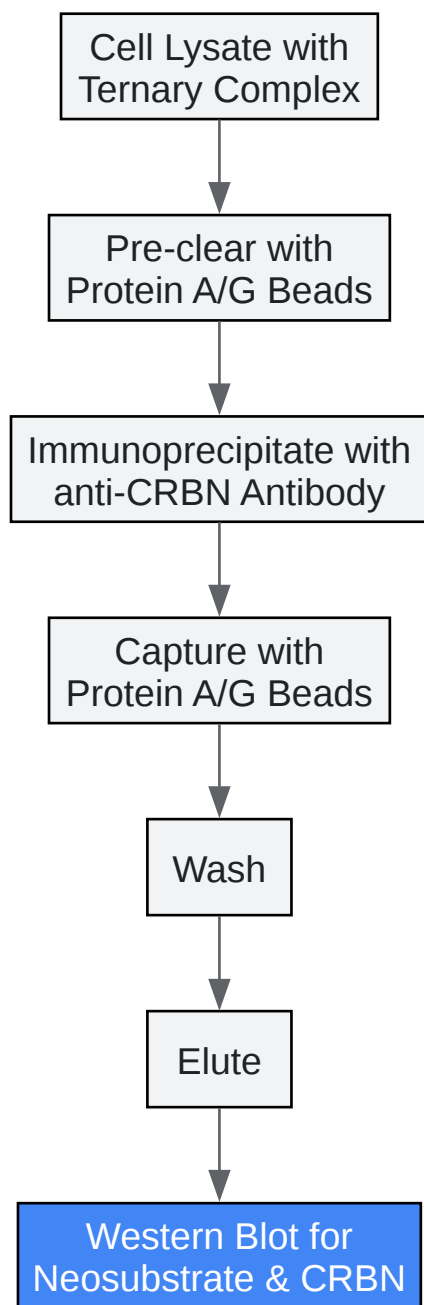 Cell Lysate with
Ternary Complex
Pre-clear with
Protein A/G Beads
Immunoprecipitate with
anti-CRBN Antibody
Capture with
Protein A/G Beads
Wash
Elute
Western Blot for
Neosubstrate & CRBN